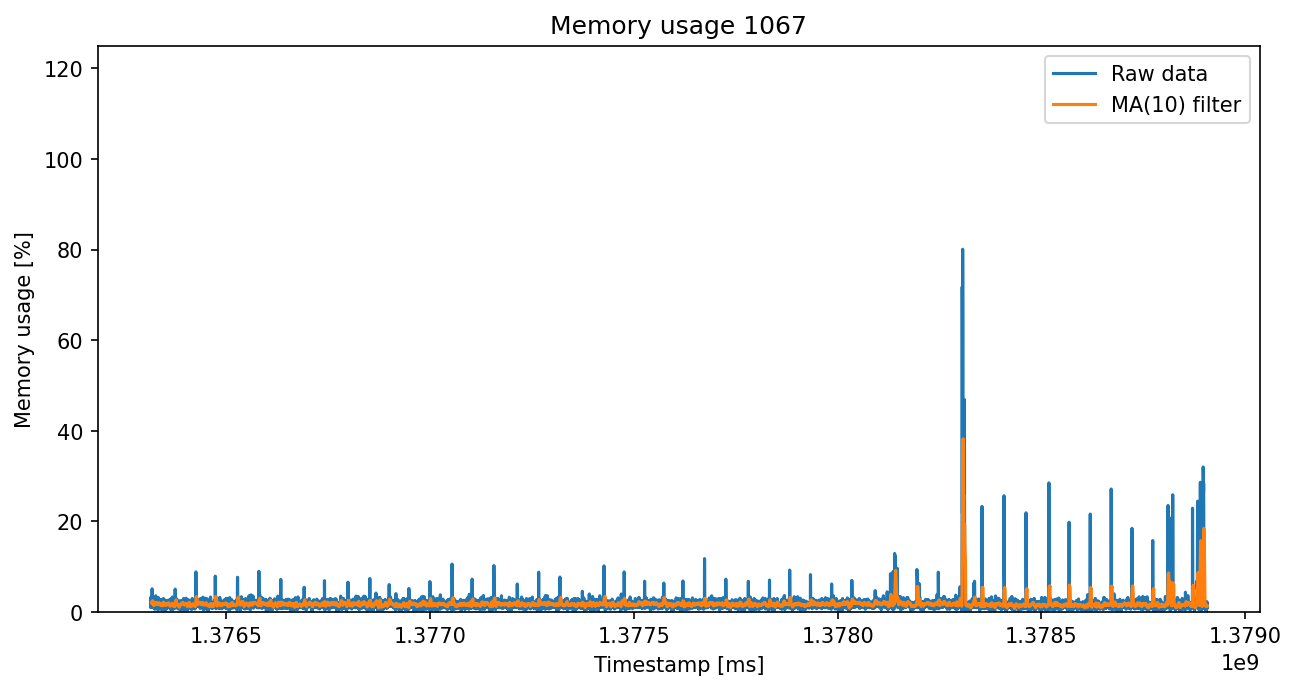 Memory usage 1067
Raw data
MA(10) filter
Memory usage [%]
120
100
80
60
40
20
0
1.3765 1.3770 1.3775 1.3780 1.3785 1.3790
1e9
Timestamp [ms]